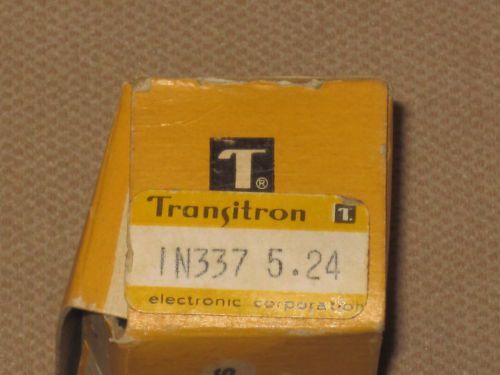 T®
Transitron T.
1N337 5.24
electronic corporation